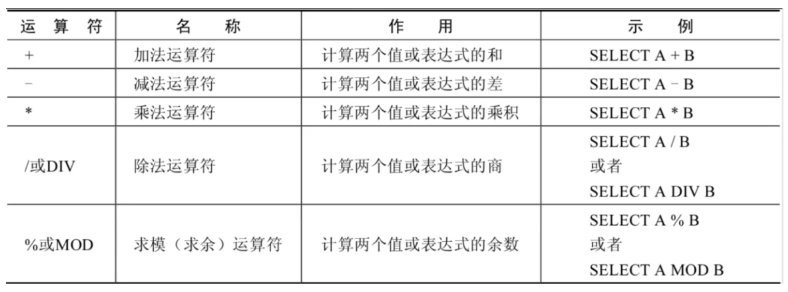 运 算 符 名 称 作 用 示 例
+ 加法运算符 计算两个值或表达式的和 SELECT A + B
- 减法运算符 计算两个值或表达式的差 SELECT A - B
* 乘法运算符 计算两个值或表达式的乘积 SELECT A * B
/或DIV 除法运算符 计算两个值或表达式的商 SELECT A / B
或者
SELECT A DIV B
%或MOD 求模（求余）运算符 计算两个值或表达式的余数 SELECT A % B
或者
SELECT A MOD B